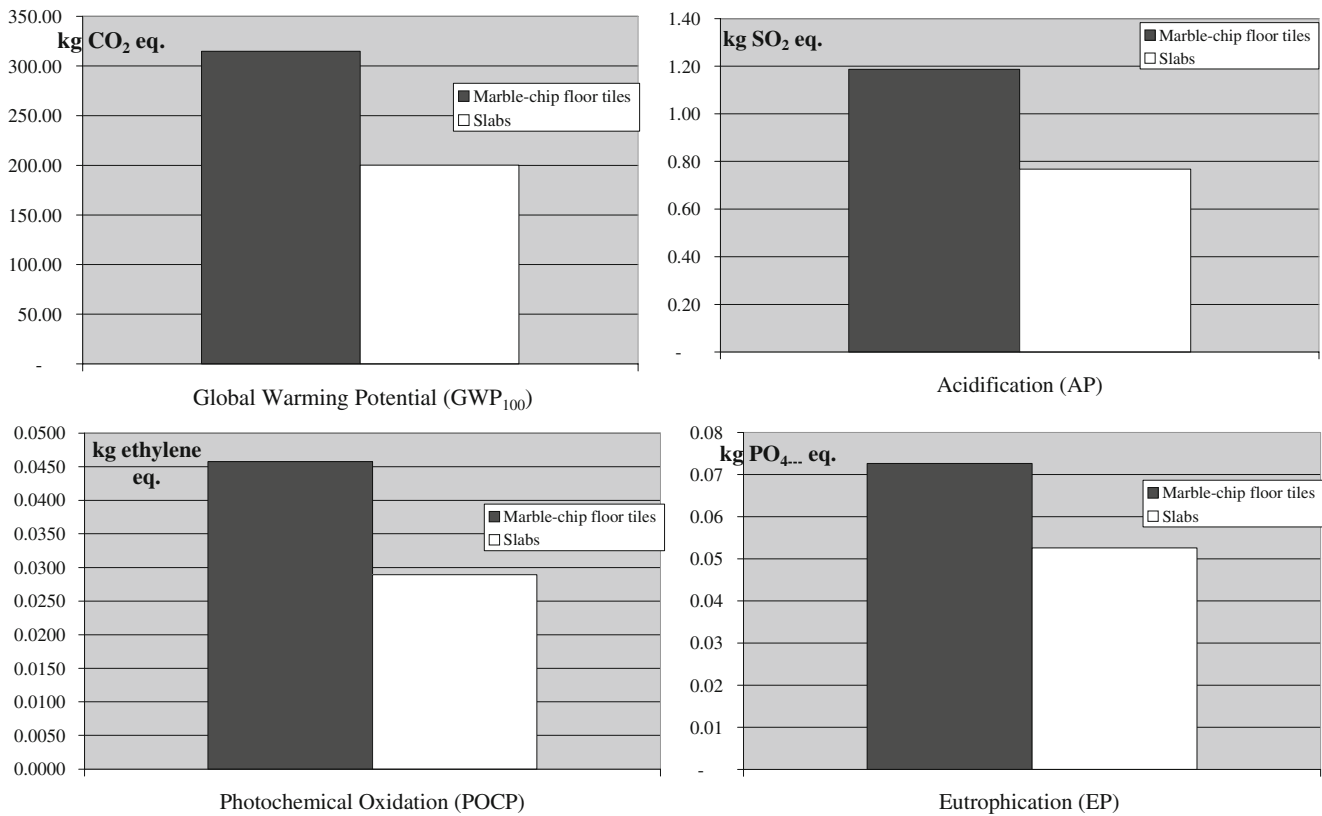 350.00
300.00
250.00
200.00
150.00
100.00
50.00
-
kg CO₂ eq.
Marble-chip floor tiles
Slabs
Global Warming Potential (GWP₁₀₀)
1.40
1.20
1.00
0.80
0.60
0.40
0.20
-
kg SO₂ eq.
Marble-chip floor tiles
Slabs
Acidification (AP)
0.0500
0.0450
0.0400
0.0350
0.0300
0.0250
0.0200
0.0150
0.0100
0.0050
0.0000
kg ethylene
eq.
Marble-chip floor tiles
Slabs
Photochemical Oxidation (POCP)
0.08
0.07
0.06
0.05
0.04
0.03
0.02
0.01
-
kg PO₄₋₋₋ eq.
Marble-chip floor tiles
Slabs
Eutrophication (EP)